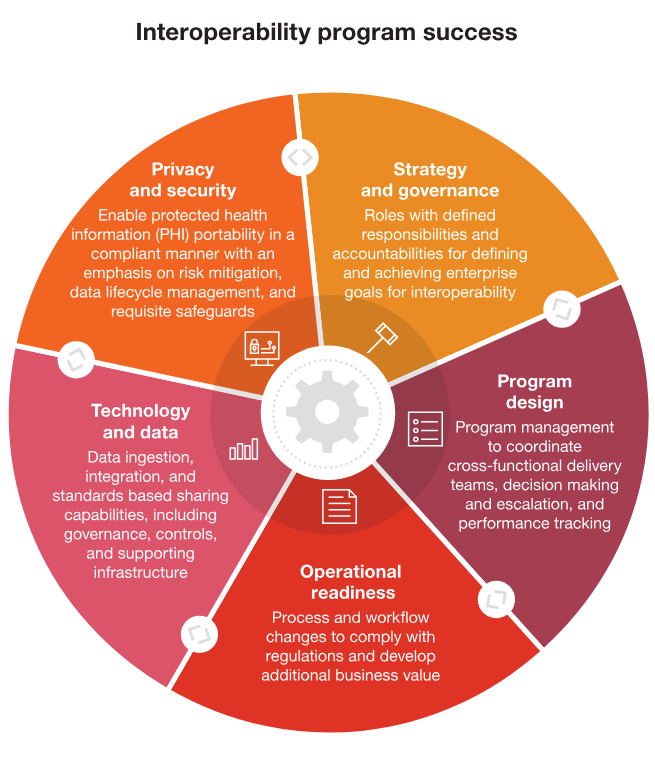 Interoperability program success
Privacy
and security
Enable protected health
information (PHI) portability in a
compliant manner with an
emphasis on risk mitigation,
data lifecycle management, and
requisite safeguards
Strategy
and governance
Roles with defined
responsibilities and
accountabilities for defining
and achieving enterprise
goals for interoperability
Program
design
Program management
to coordinate
cross-functional delivery
teams, decision making
and escalation, and
performance tracking
Technology
and data
Data ingestion,
integration, and
standards based sharing
capabilities, including
governance, controls,
and supporting
infrastructure
Operational
readiness
Process and workflow
changes to comply with
regulations and develop
additional business value